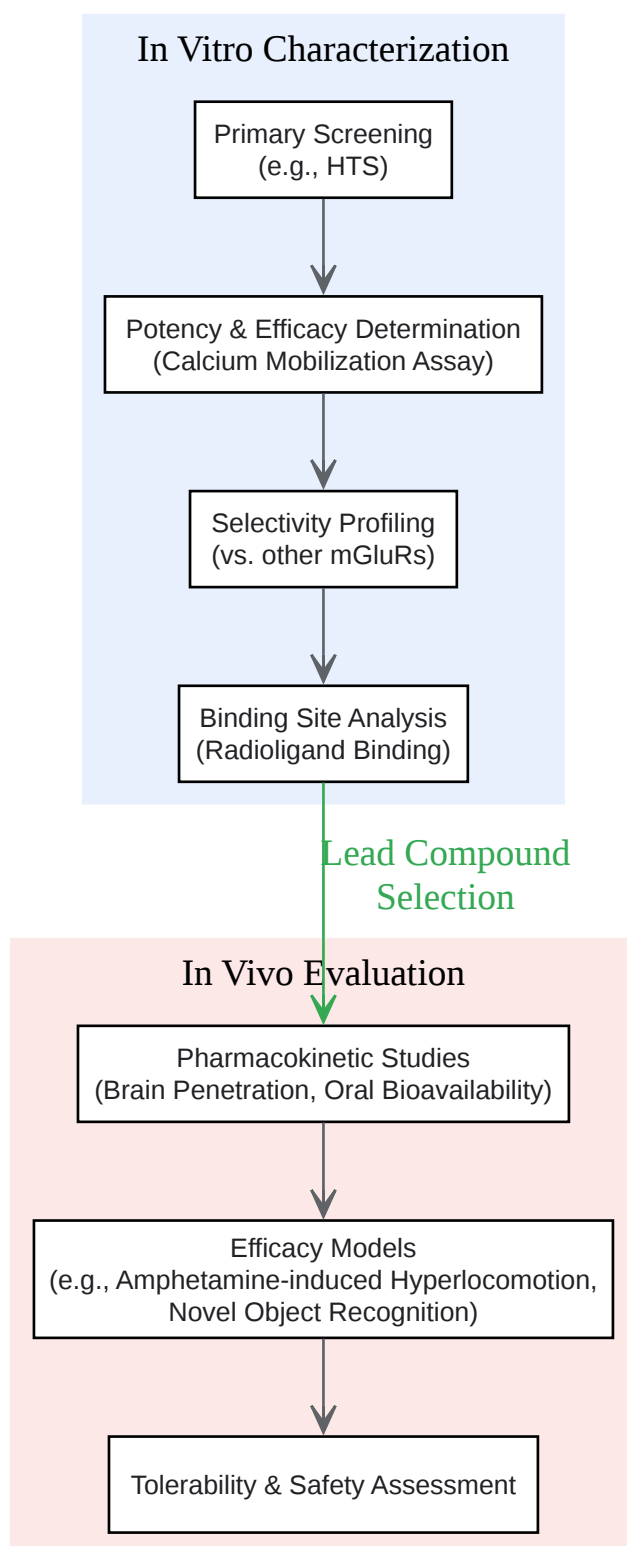 In Vitro Characterization
Primary Screening
(e.g., HTS)
Potency & Efficacy Determination
(Calcium Mobilization Assay)
Selectivity Profiling
(vs. other mGluRs)
Binding Site Analysis
(Radioligand Binding)
Lead Compound
Selection
In Vivo Evaluation
Pharmacokinetic Studies
(Brain Penetration, Oral Bioavailability)
Efficacy Models
(e.g., Amphetamine-induced Hyperlocomotion,
Novel Object Recognition)
Tolerability & Safety Assessment